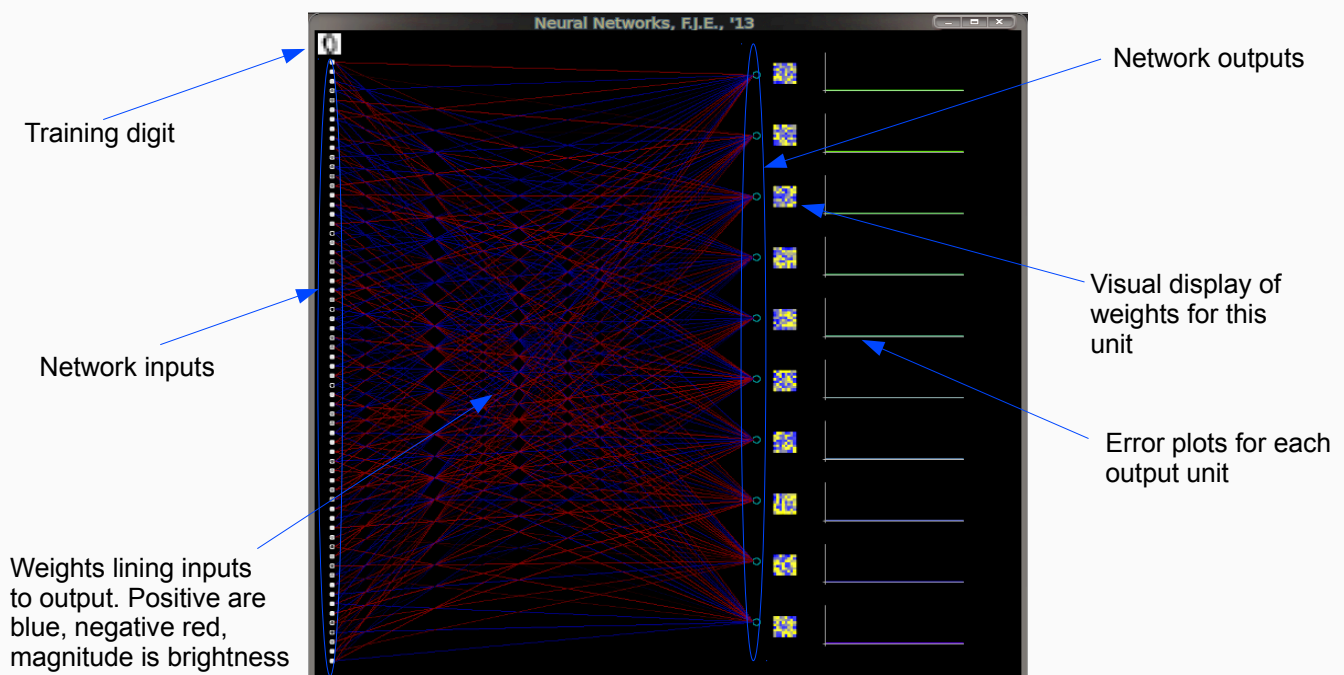 Neural Networks, F.J.E., '13
Training digit
Network outputs
Network inputs
Visual display of
weights for this
unit
Error plots for each
output unit
Weights lining inputs
to output. Positive are
blue, negative red,
magnitude is brightness